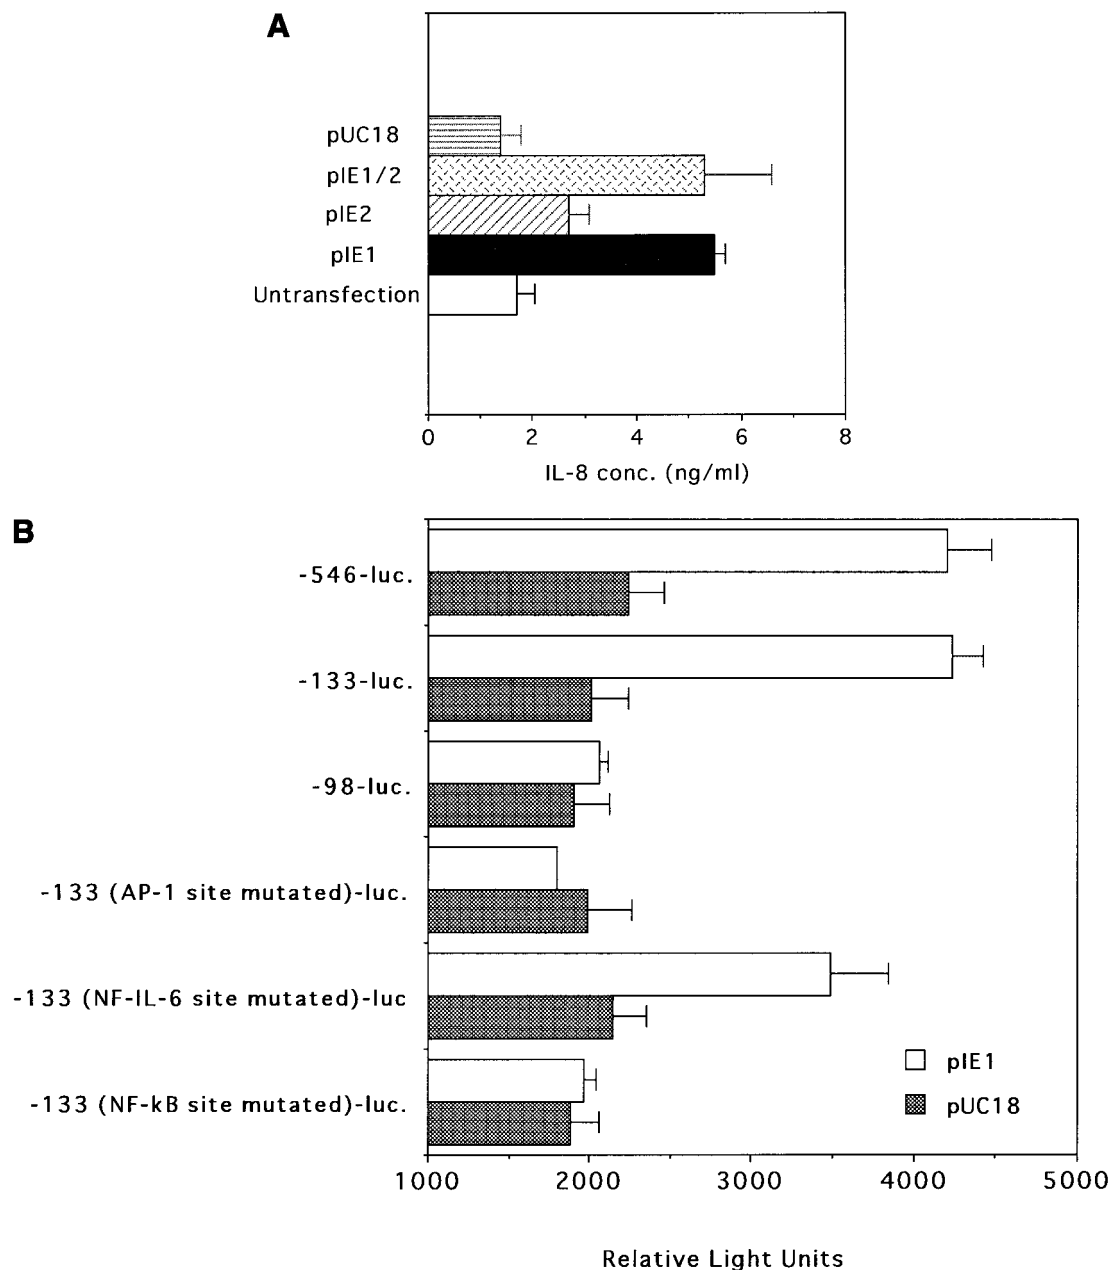 A
pUC18
pIE1/2
pIE2
pIE1
Untransfection
0 2 4 6 8
IL-8 conc. (ng/ml)
B
-546-luc.
-133-luc.
-98-luc.
-133 (AP-1 site mutated)-luc.
-133 (NF-IL-6 site mutated)-luc
-133 (NF-kB site mutated)-luc.
pIE1
pUC18
1000 2000 3000 4000 5000
Relative Light Units